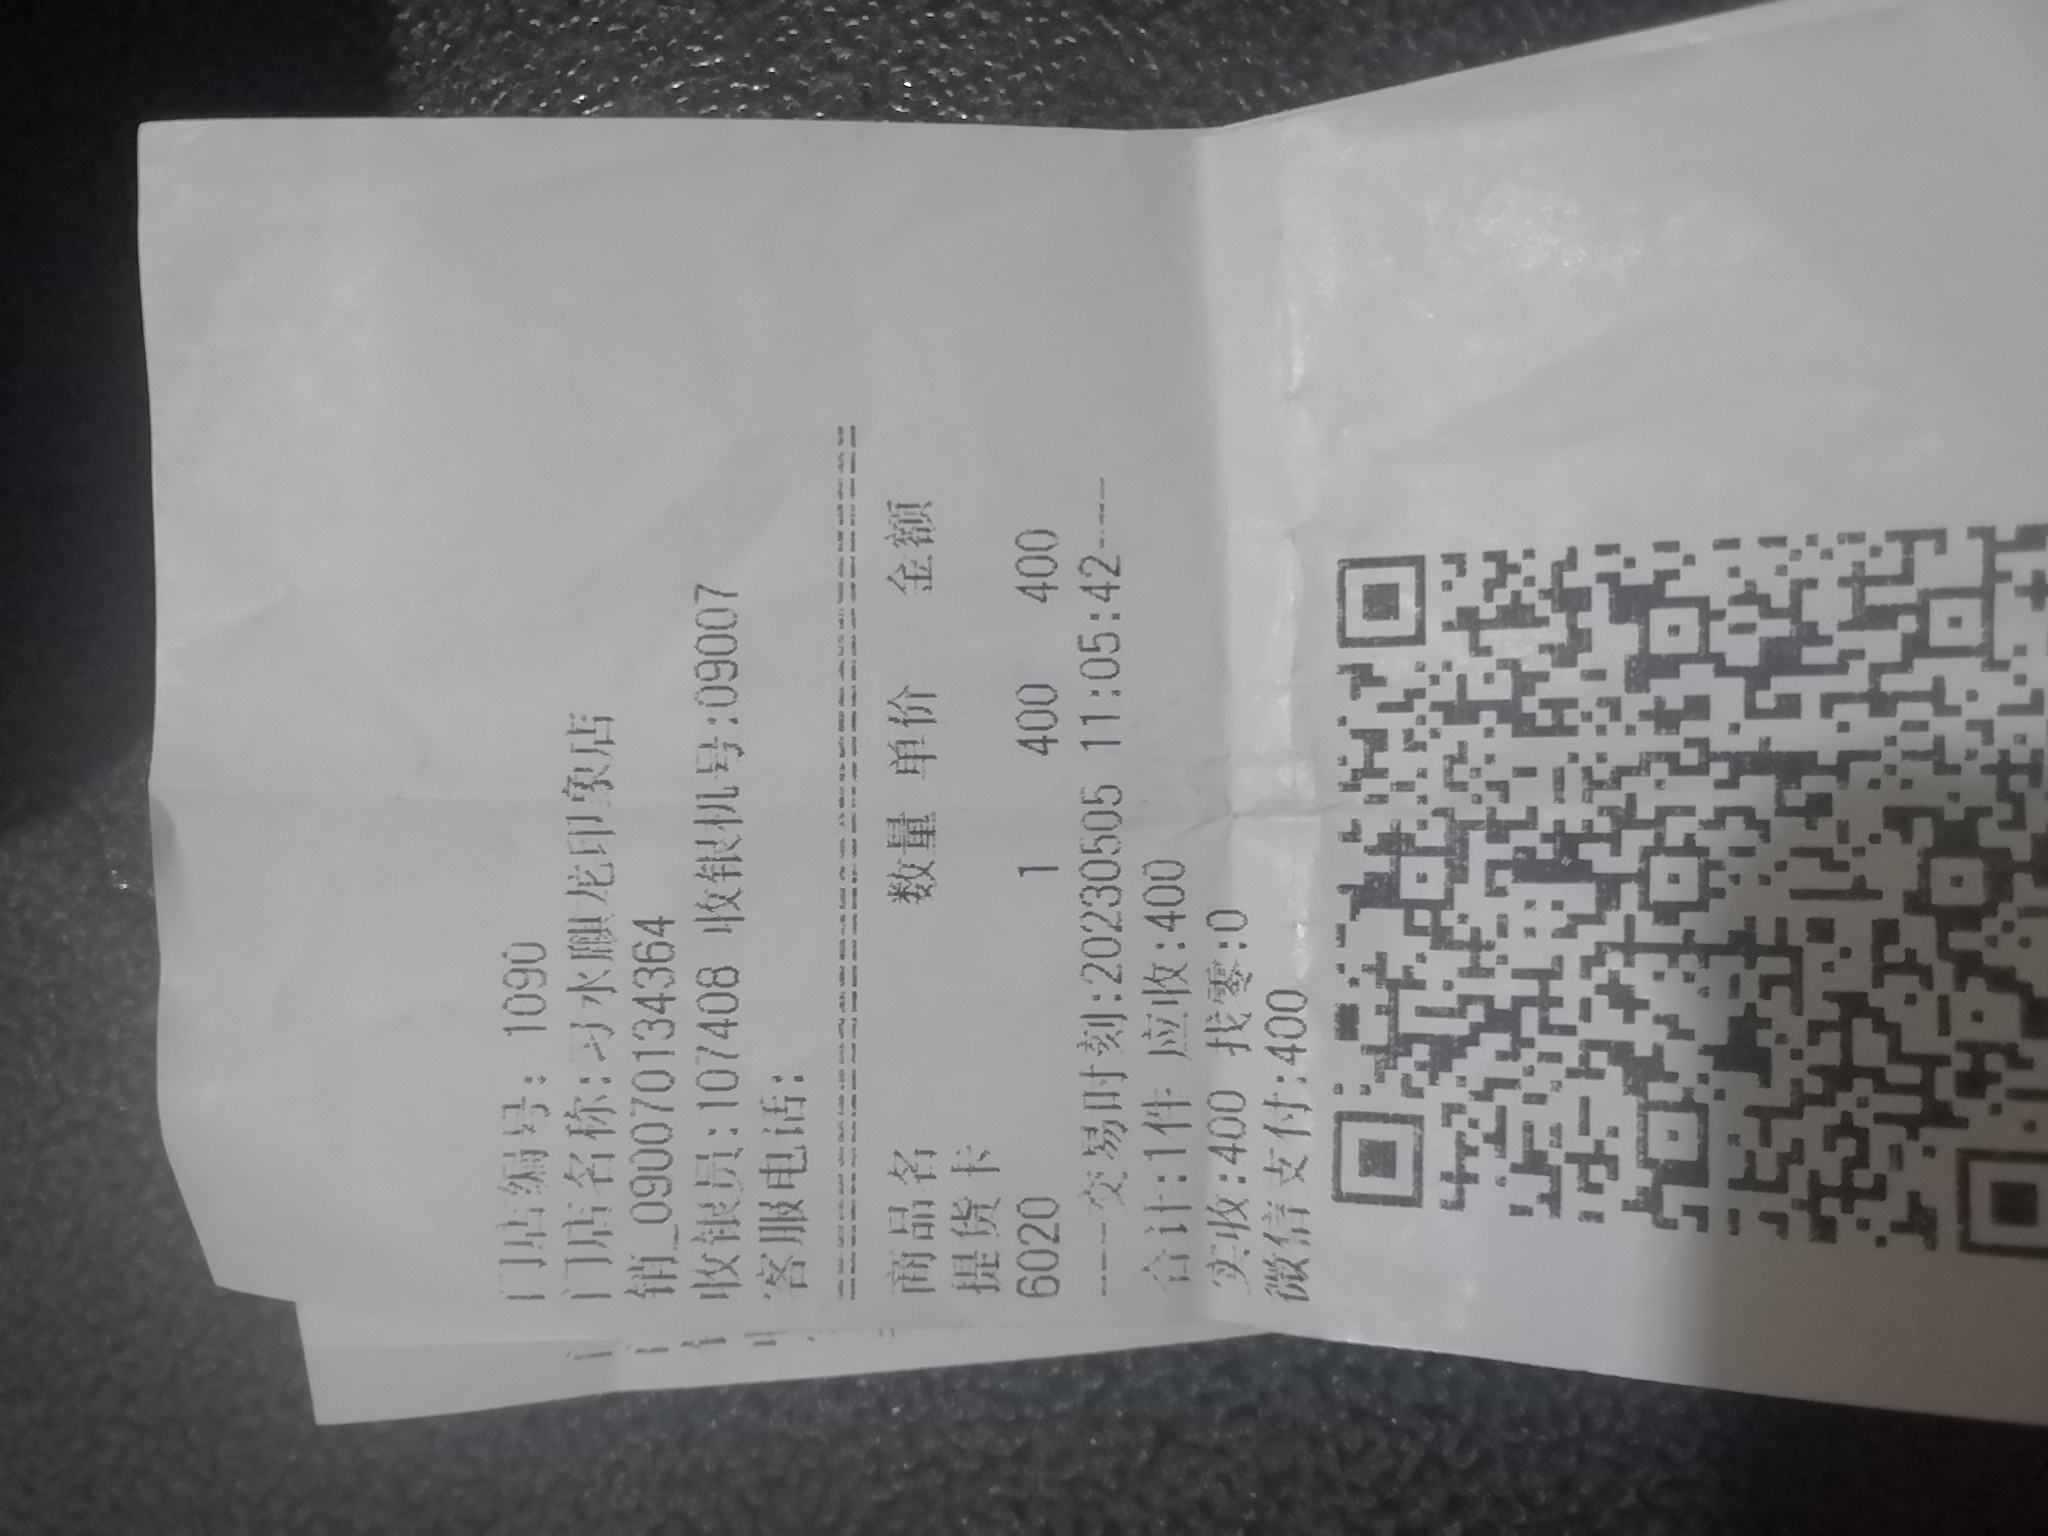 门店编号: 1090
门店名称:习水麒龙印象店
销_090070134364
收银员:107408 收银机号:09007
客服电话:
================================
商品名 数量 单价 金额
提货卡
6020 1 400 400
----交易时刻:20230505 11:05:42----
合计:1件 应收:400
实收:400 找零:0
微信支付:400